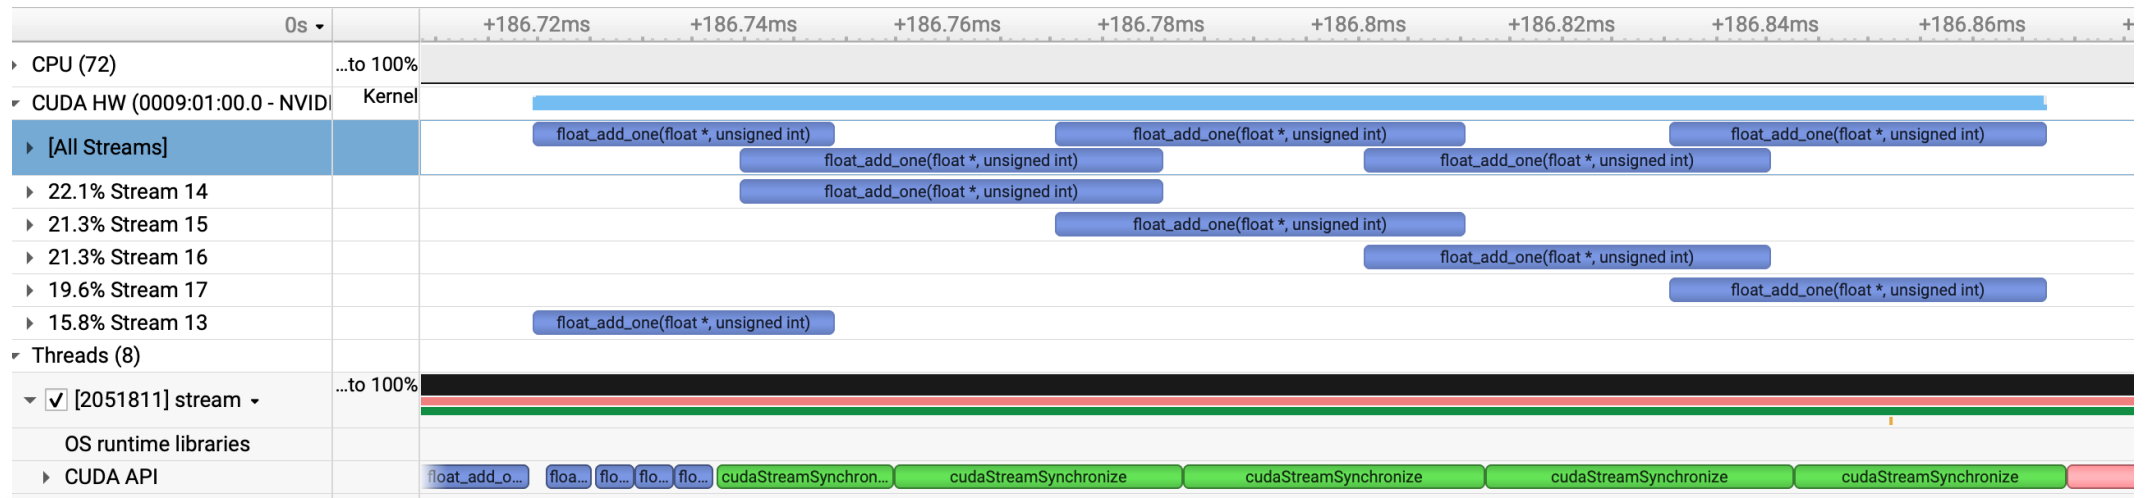 0s +186.72ms +186.74ms +186.76ms +186.78ms +186.8ms +186.82ms +186.84ms +186.86ms +
CPU (72) ...to 100%
CUDA HW (0009:01:00.0 - NVIDI Kernel
[All Streams] float_add_one(float *, unsigned int) float_add_one(float *, unsigned int) float_add_one(float *, unsigned int)
float_add_one(float *, unsigned int) float_add_one(float *, unsigned int)
22.1% Stream 14 float_add_one(float *, unsigned int)
21.3% Stream 15 float_add_one(float *, unsigned int)
21.3% Stream 16 float_add_one(float *, unsigned int)
19.6% Stream 17 float_add_one(float *, unsigned int)
15.8% Stream 13 float_add_one(float *, unsigned int)
Threads (8)
[2051811] stream ...to 100%
OS runtime libraries
CUDA API float_add_o... floa... flo... flo... flo... cudaStreamSynchron... cudaStreamSynchronize cudaStreamSynchronize cudaStreamSynchronize cudaStreamSynchronize